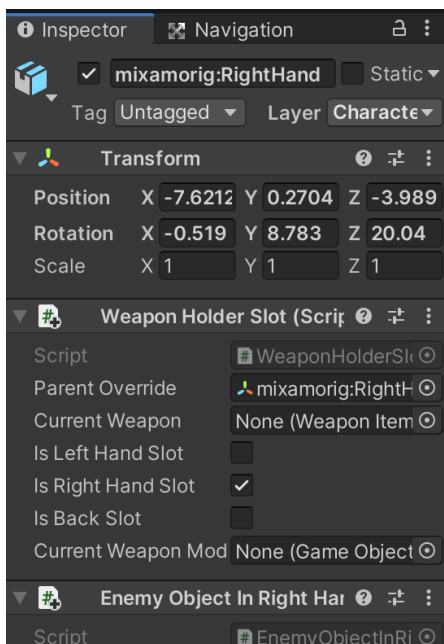 Inspector Navigation
mixamorig:RightHand Static
Tag Untagged Layer Characte
Transform
Position X -7.6212 Y 0.2704 Z -3.989
Rotation X -0.519 Y 8.783 Z 20.04
Scale X 1 Y 1 Z 1
# Weapon Holder Slot (Scrip
Script # WeaponHolderSl
Parent Override mixamorig:RightH
Current Weapon None (Weapon Item
Is Left Hand Slot
Is Right Hand Slot
Is Back Slot
Current Weapon Mod None (Game Object
# Enemy Object In Right Har
Script # EnemyObjectInRi